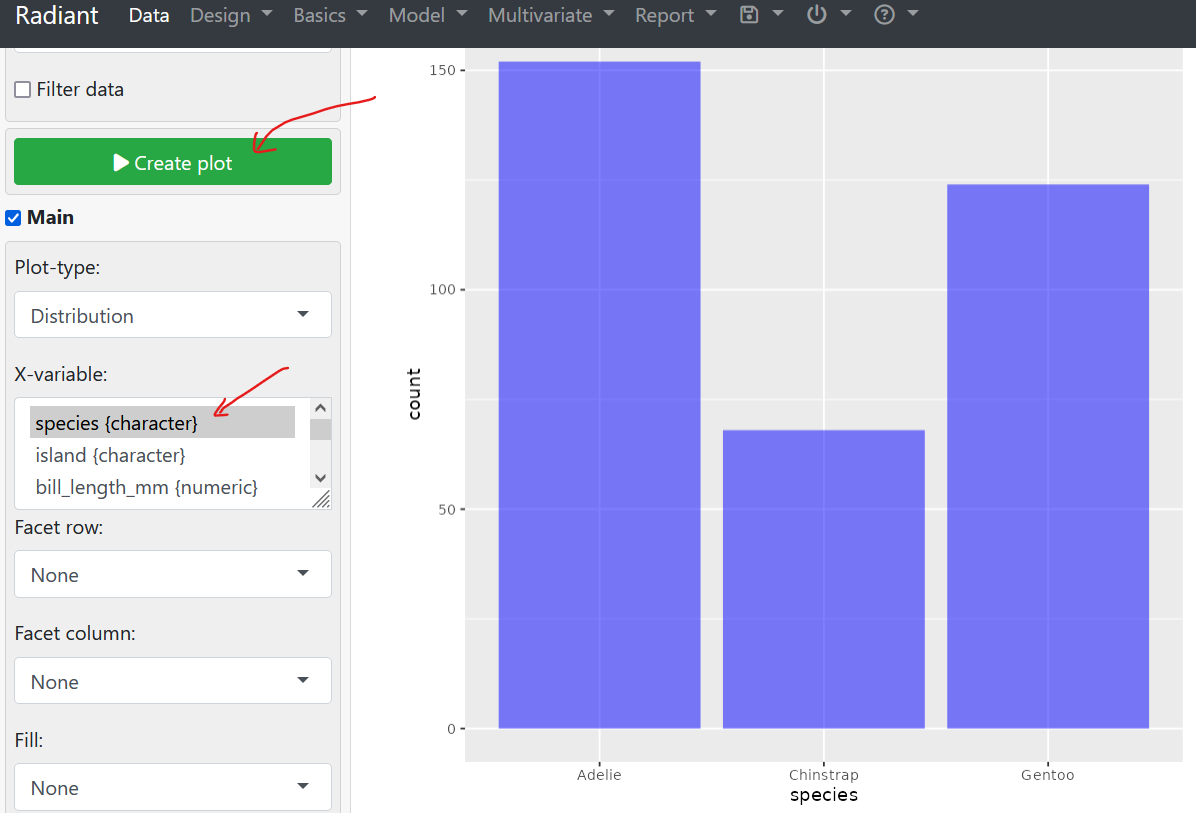 Radiant Data Design Basics Model Multivariate Report
Filter data
Create plot
Main
Plot-type:
Distribution
X-variable:
species {character}
island {character}
bill_length_mm {numeric}
Facet row:
None
Facet column:
None
Fill:
None
count
150
100
50
0
Adelie Chinstrap Gentoo
species